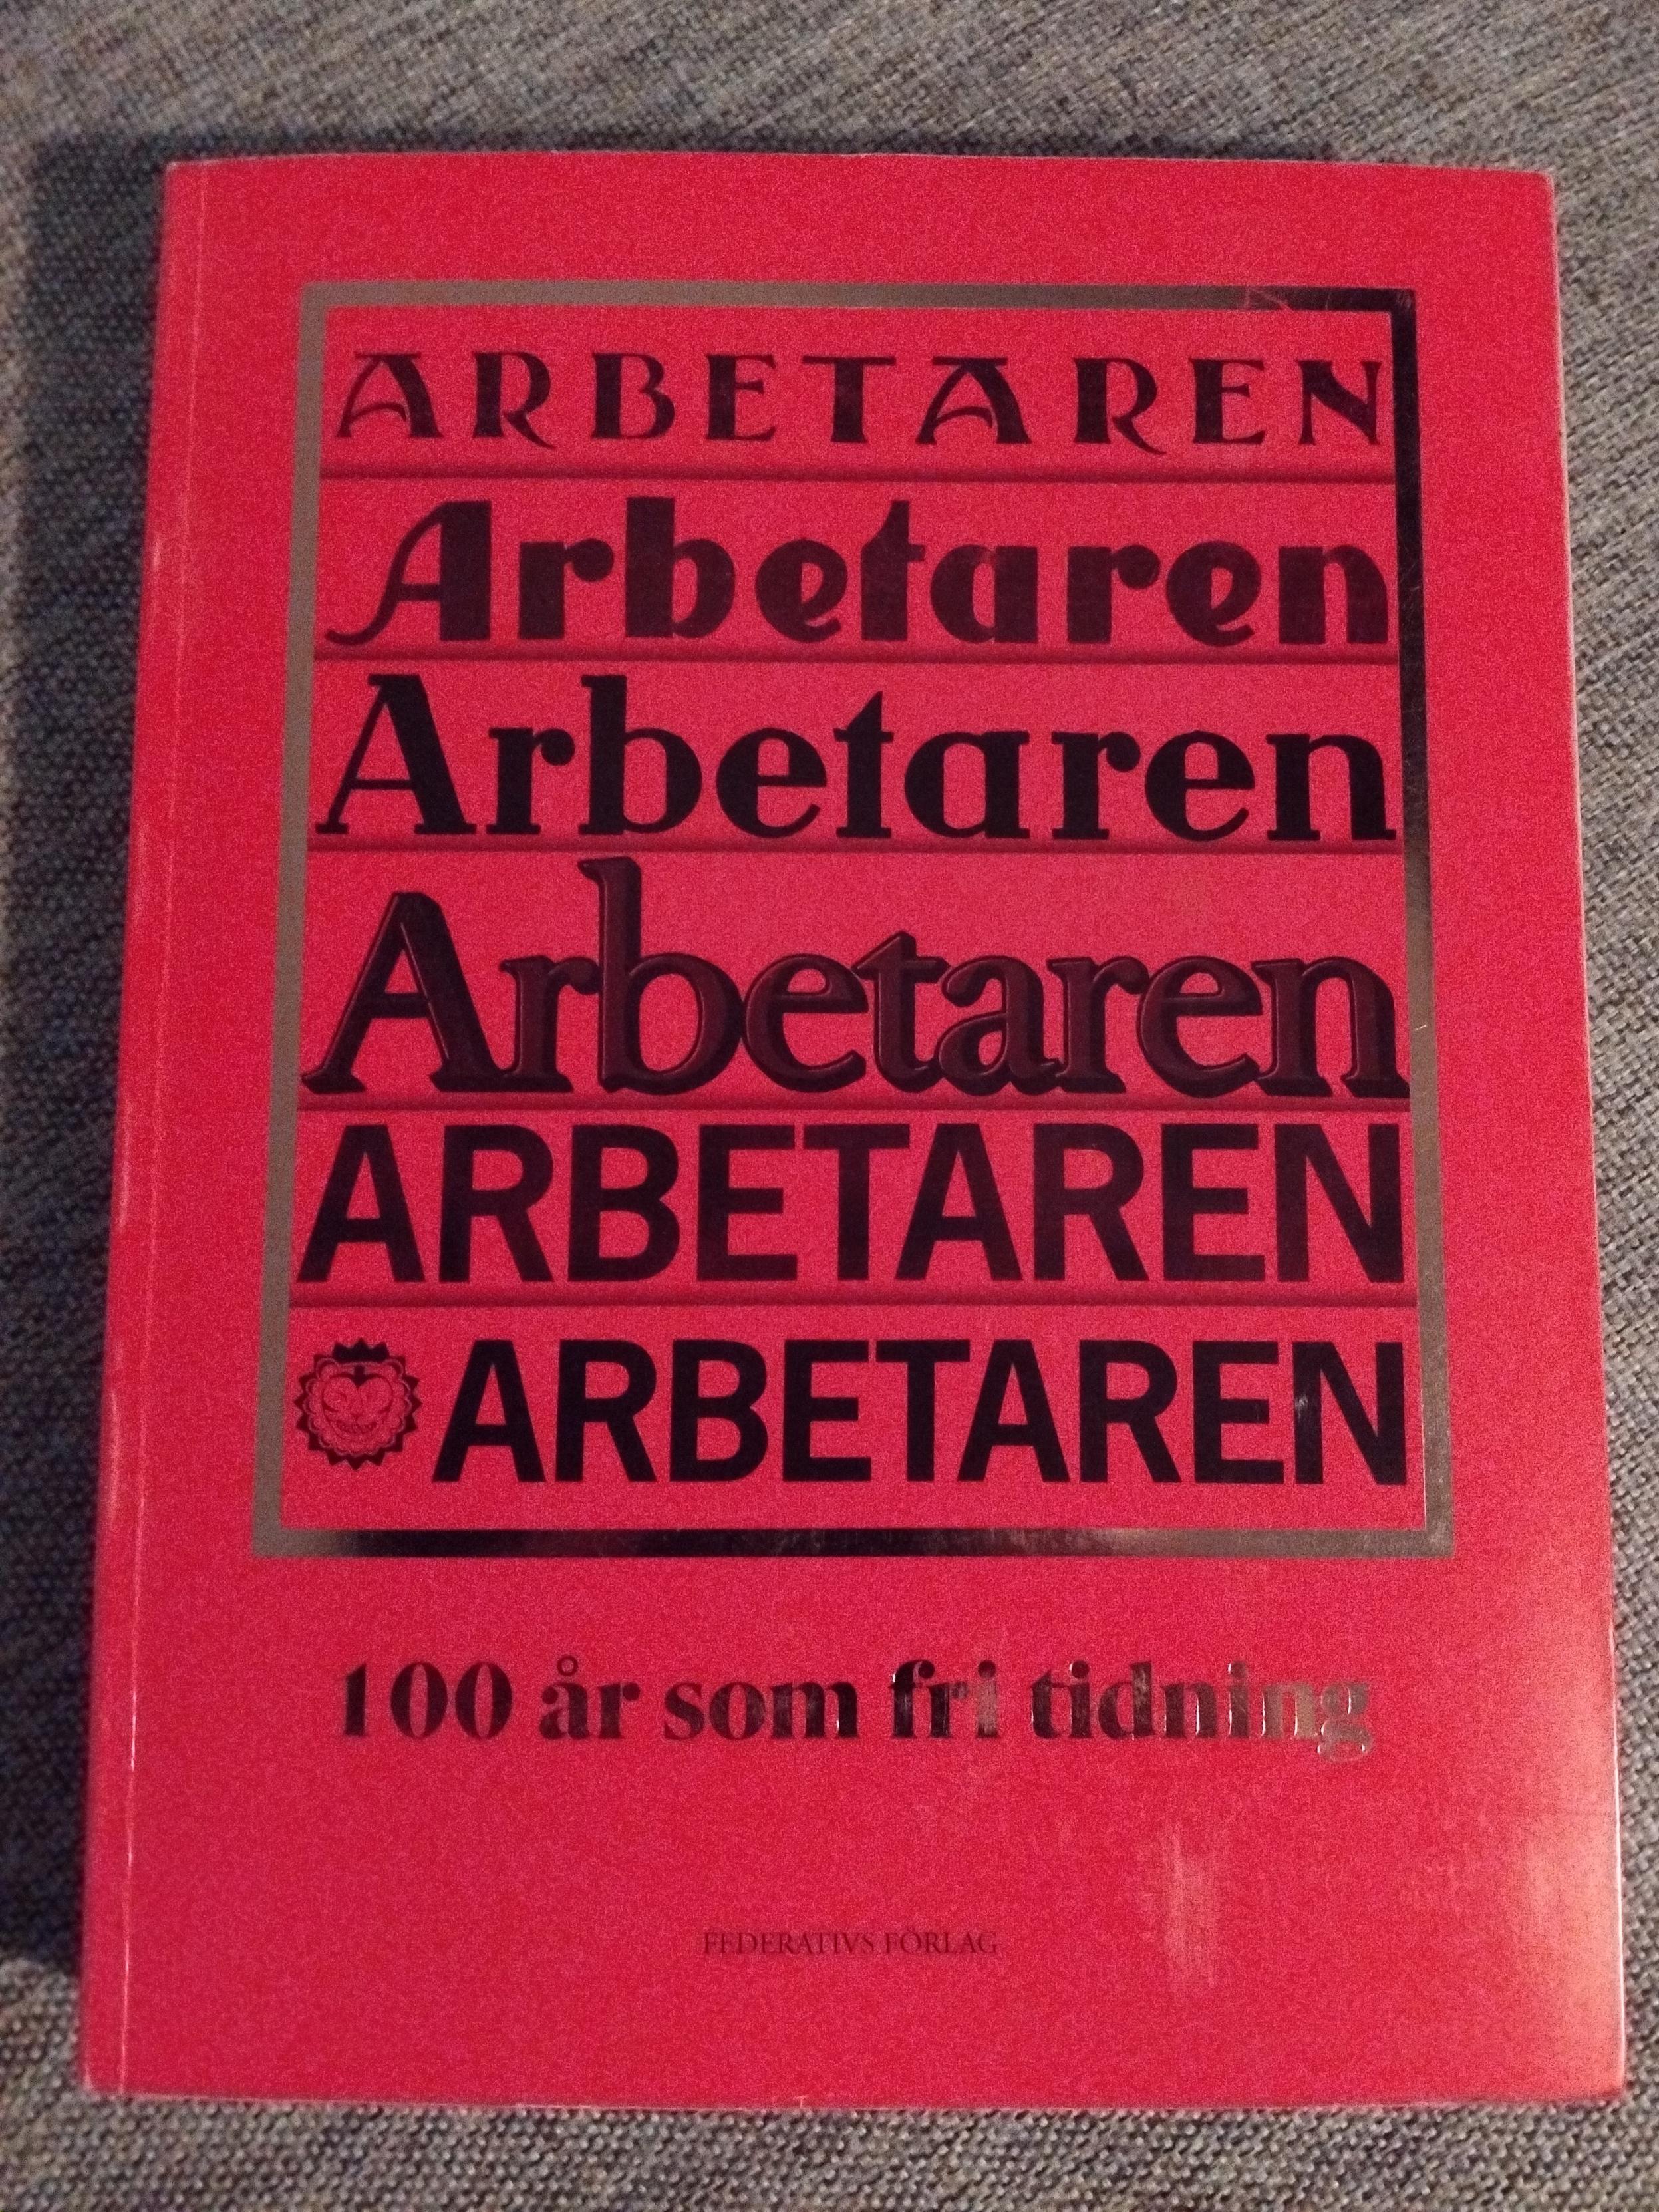 ARBETAREN
Arbetaren
Arbetaren
Arbetaren
ARBETAREN
ARBETAREN
100 år som fri tidning
FEDERATIVS FÖRLAG